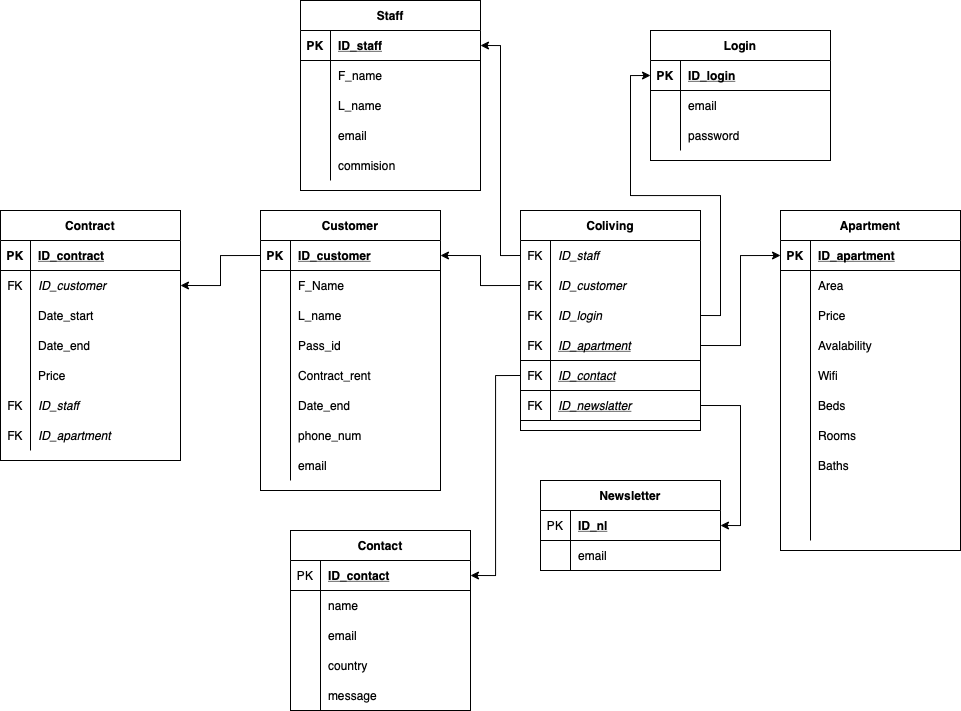 Staff
PK ID_staff
F_name
L_name
email
commision
Login
PK ID_login
email
password
Contract
PK ID_contract
FK ID_customer
Date_start
Date_end
Price
FK ID_staff
FK ID_apartment
Customer
PK ID_customer
F_Name
L_name
Pass_id
Contract_rent
Date_end
phone_num
email
Coliving
FK ID_staff
FK ID_customer
FK ID_login
FK ID_apartment
FK ID_contact
FK ID_newslatter
Apartment
PK ID_apartment
Area
Price
Avalability
Wifi
Beds
Rooms
Baths
Newsletter
PK ID_nl
email
Contact
PK ID_contact
name
email
country
message